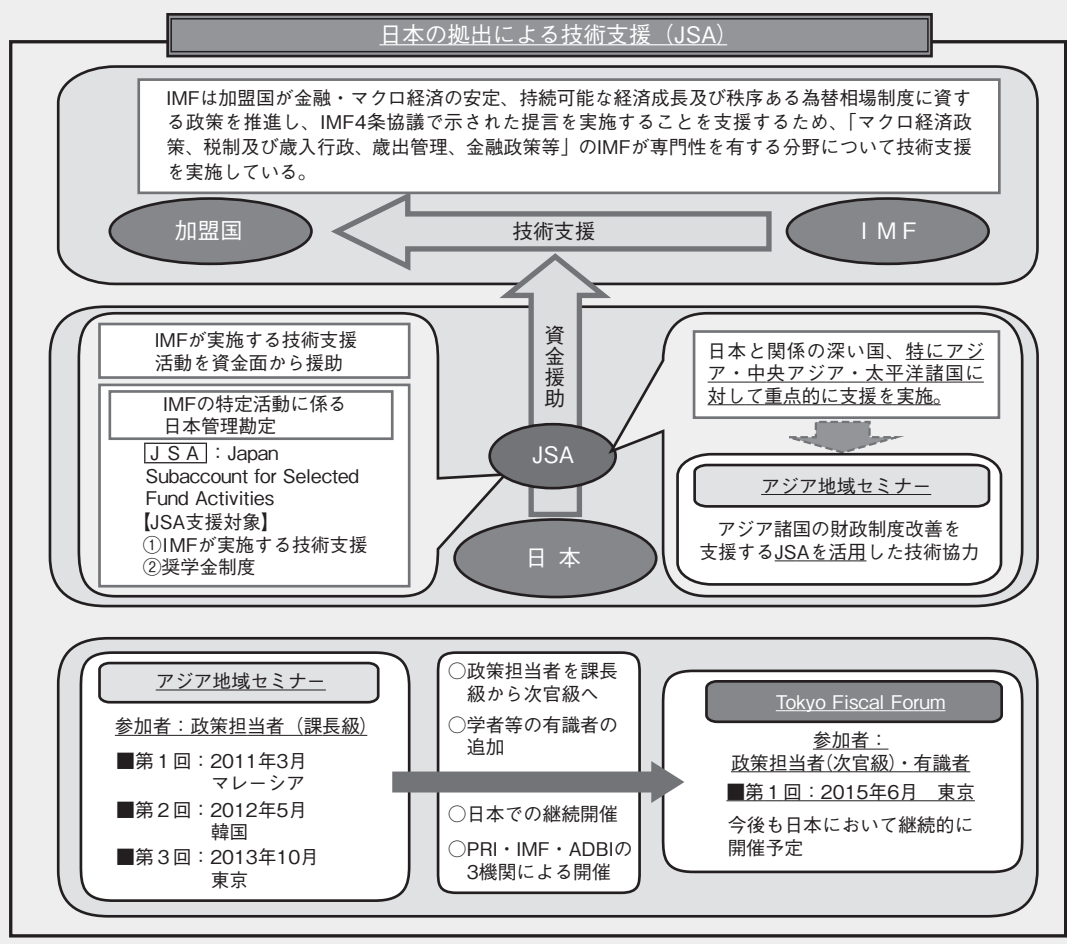 日本の拠出による技術支援（JSA）
IMFは加盟国が金融・マクロ経済の安定、持続可能な経済成長及び秩序ある為替相場制度に資す
る政策を推進し、IMF4条協議で示された提言を実施することを支援するため、「マクロ経済政
策、税制及び歳入行政、歳出管理、金融政策等」のIMFが専門性を有する分野について技術支援
を実施している。
加盟国
技術支援
ＩＭＦ
資金援助
IMFが実施する技術支援
活動を資金面から援助
IMFの特定活動に係る
日本管理勘定
ＪＳＡ：Japan
Subaccount for Selected
Fund Activities
【JSA支援対象】
①IMFが実施する技術支援
②奨学金制度
JSA
日 本
日本と関係の深い国、特にアジ
ア・中央アジア・太平洋諸国に
対して重点的に支援を実施。
アジア地域セミナー
アジア諸国の財政制度改善を
支援するJSAを活用した技術協力
アジア地域セミナー
参加者：政策担当者（課長級）
■第１回：2011年3月
マレーシア
■第２回：2012年5月
韓国
■第３回：2013年10月
東京
○政策担当者を課長
級から次官級へ
○学者等の有識者の
追加
○日本での継続開催
○PRI・IMF・ADBIの
3機関による開催
Tokyo Fiscal Forum
参加者：
政策担当者(次官級)・有識者
■第１回：2015年6月　東京
今後も日本において継続的に
開催予定